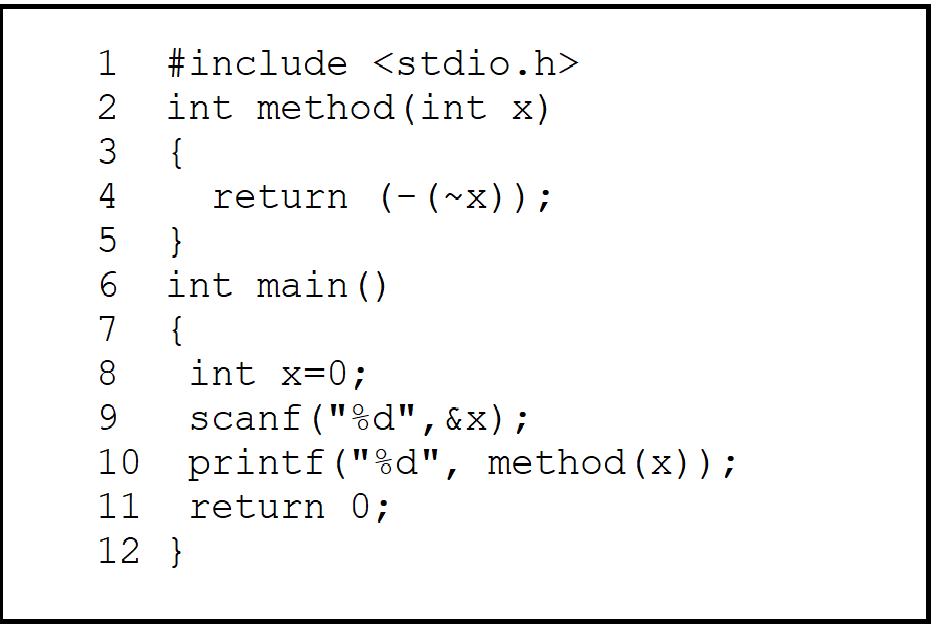 1 #include <stdio.h>
2 int method(int x)
3 {
4 return (-(~x));
5 }
6 int main()
7 {
8 int x=0;
9 scanf("%d",&x);
10 printf("%d", method(x));
11 return 0;
12 }